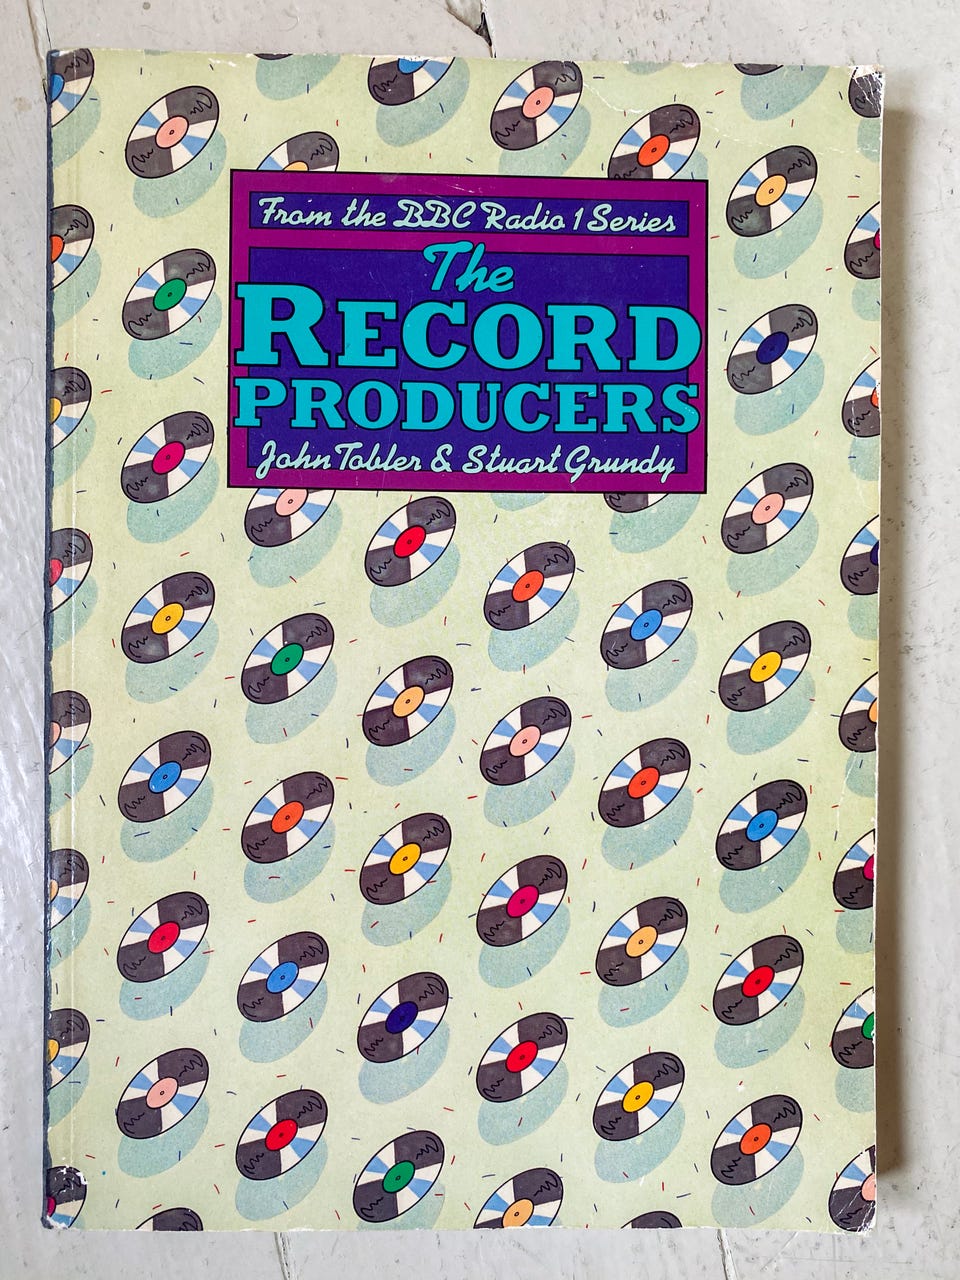 From the BBC Radio 1 Series
The
RECORD
PRODUCERS
John Tobler & Stuart Grundy